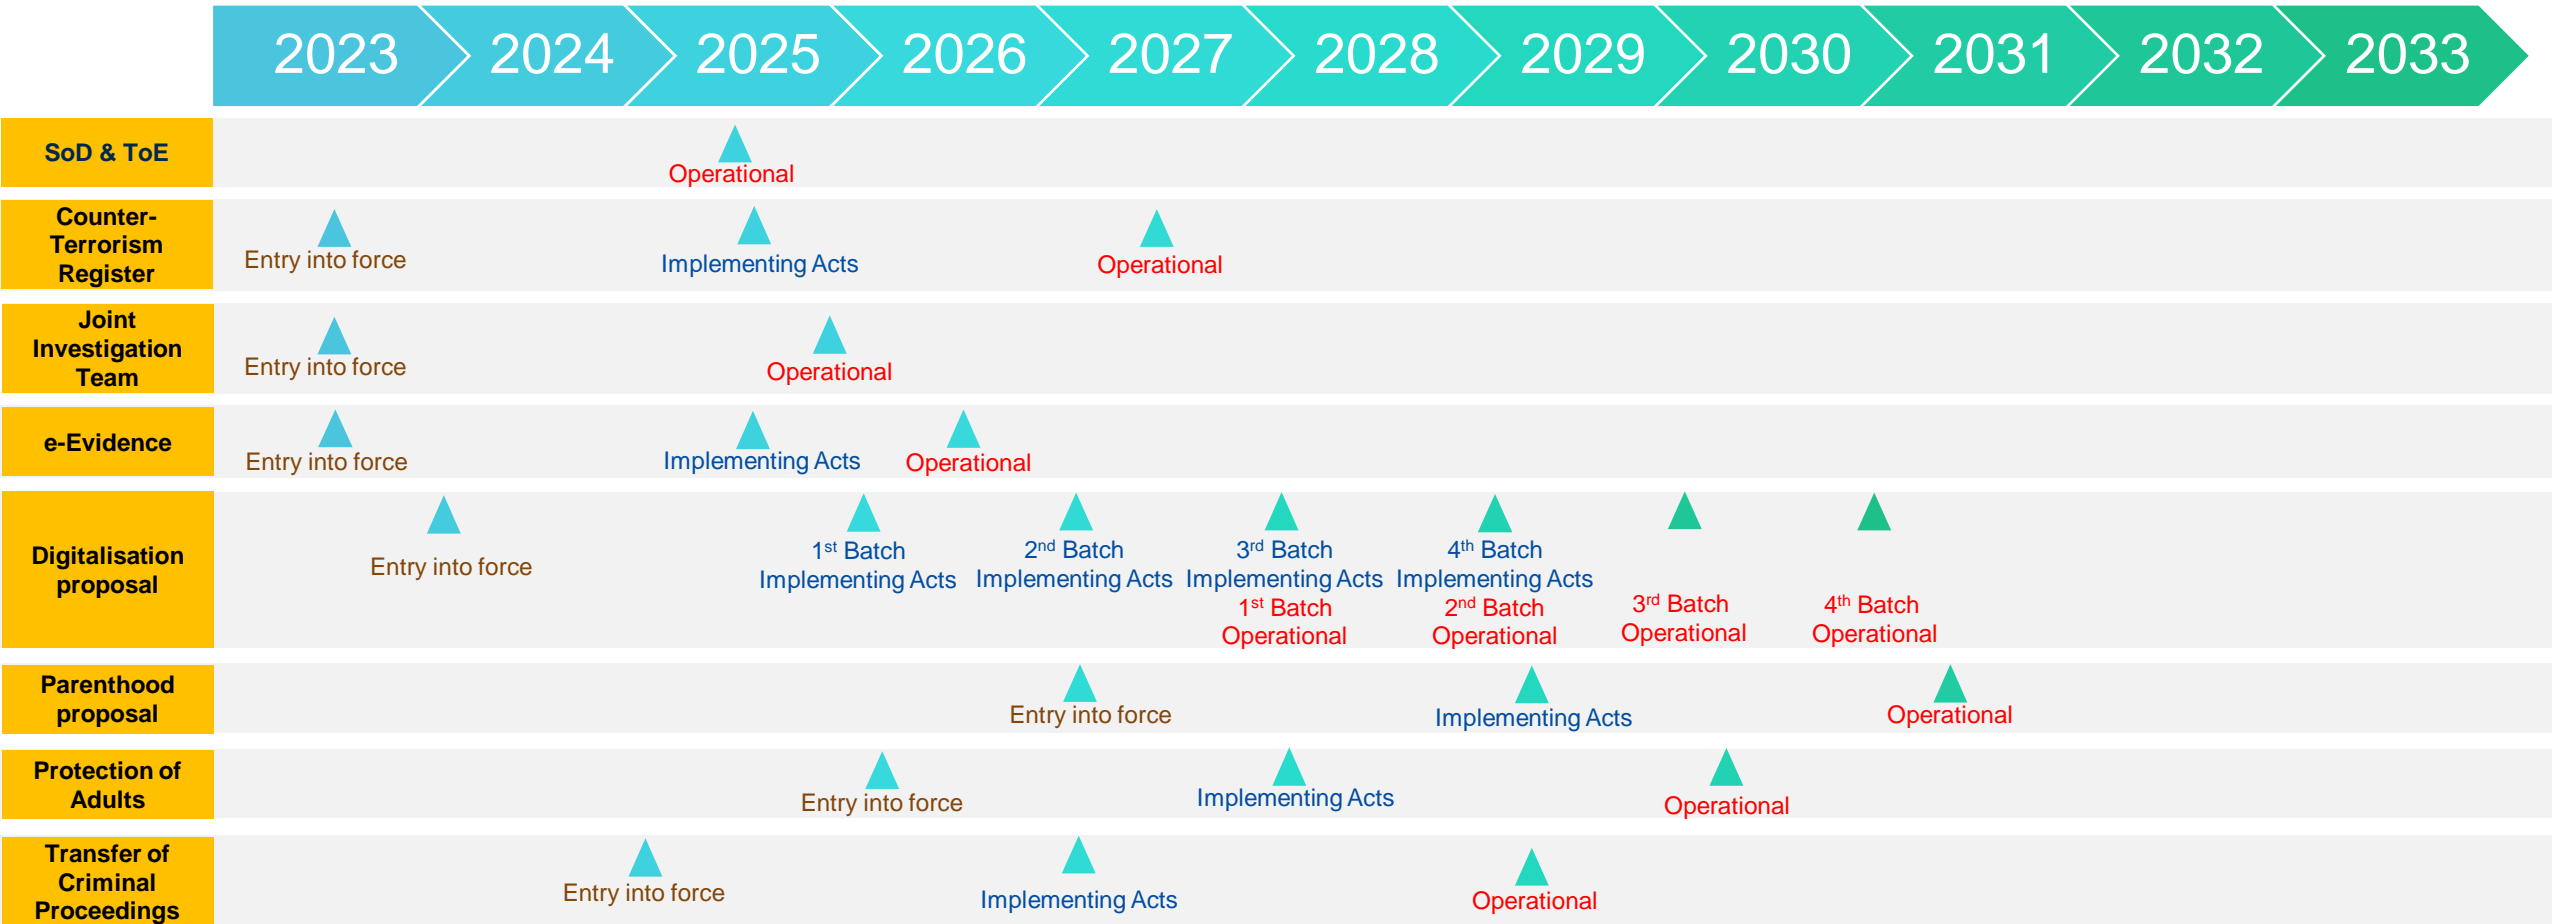 2023 2024 2025 2026 2027 2028 2029 2030 2031 2032 2033
SoD & ToE
Operational
Counter-
Terrorism
Register
Entry into force
Implementing Acts
Operational
Joint
Investigation
Team
Entry into force
Operational
e-Evidence
Entry into force
Implementing Acts
Operational
Digitalisation
proposal
Entry into force
1st Batch
Implementing Acts
2nd Batch
Implementing Acts
3rd Batch
Implementing Acts
1st Batch
Operational
4th Batch
Implementing Acts
2nd Batch
Operational
3rd Batch
Operational
4th Batch
Operational
Parenthood
proposal
Entry into force
Implementing Acts
Operational
Protection of
Adults
Entry into force
Implementing Acts
Operational
Transfer of
Criminal
Proceedings
Entry into force
Implementing Acts
Operational